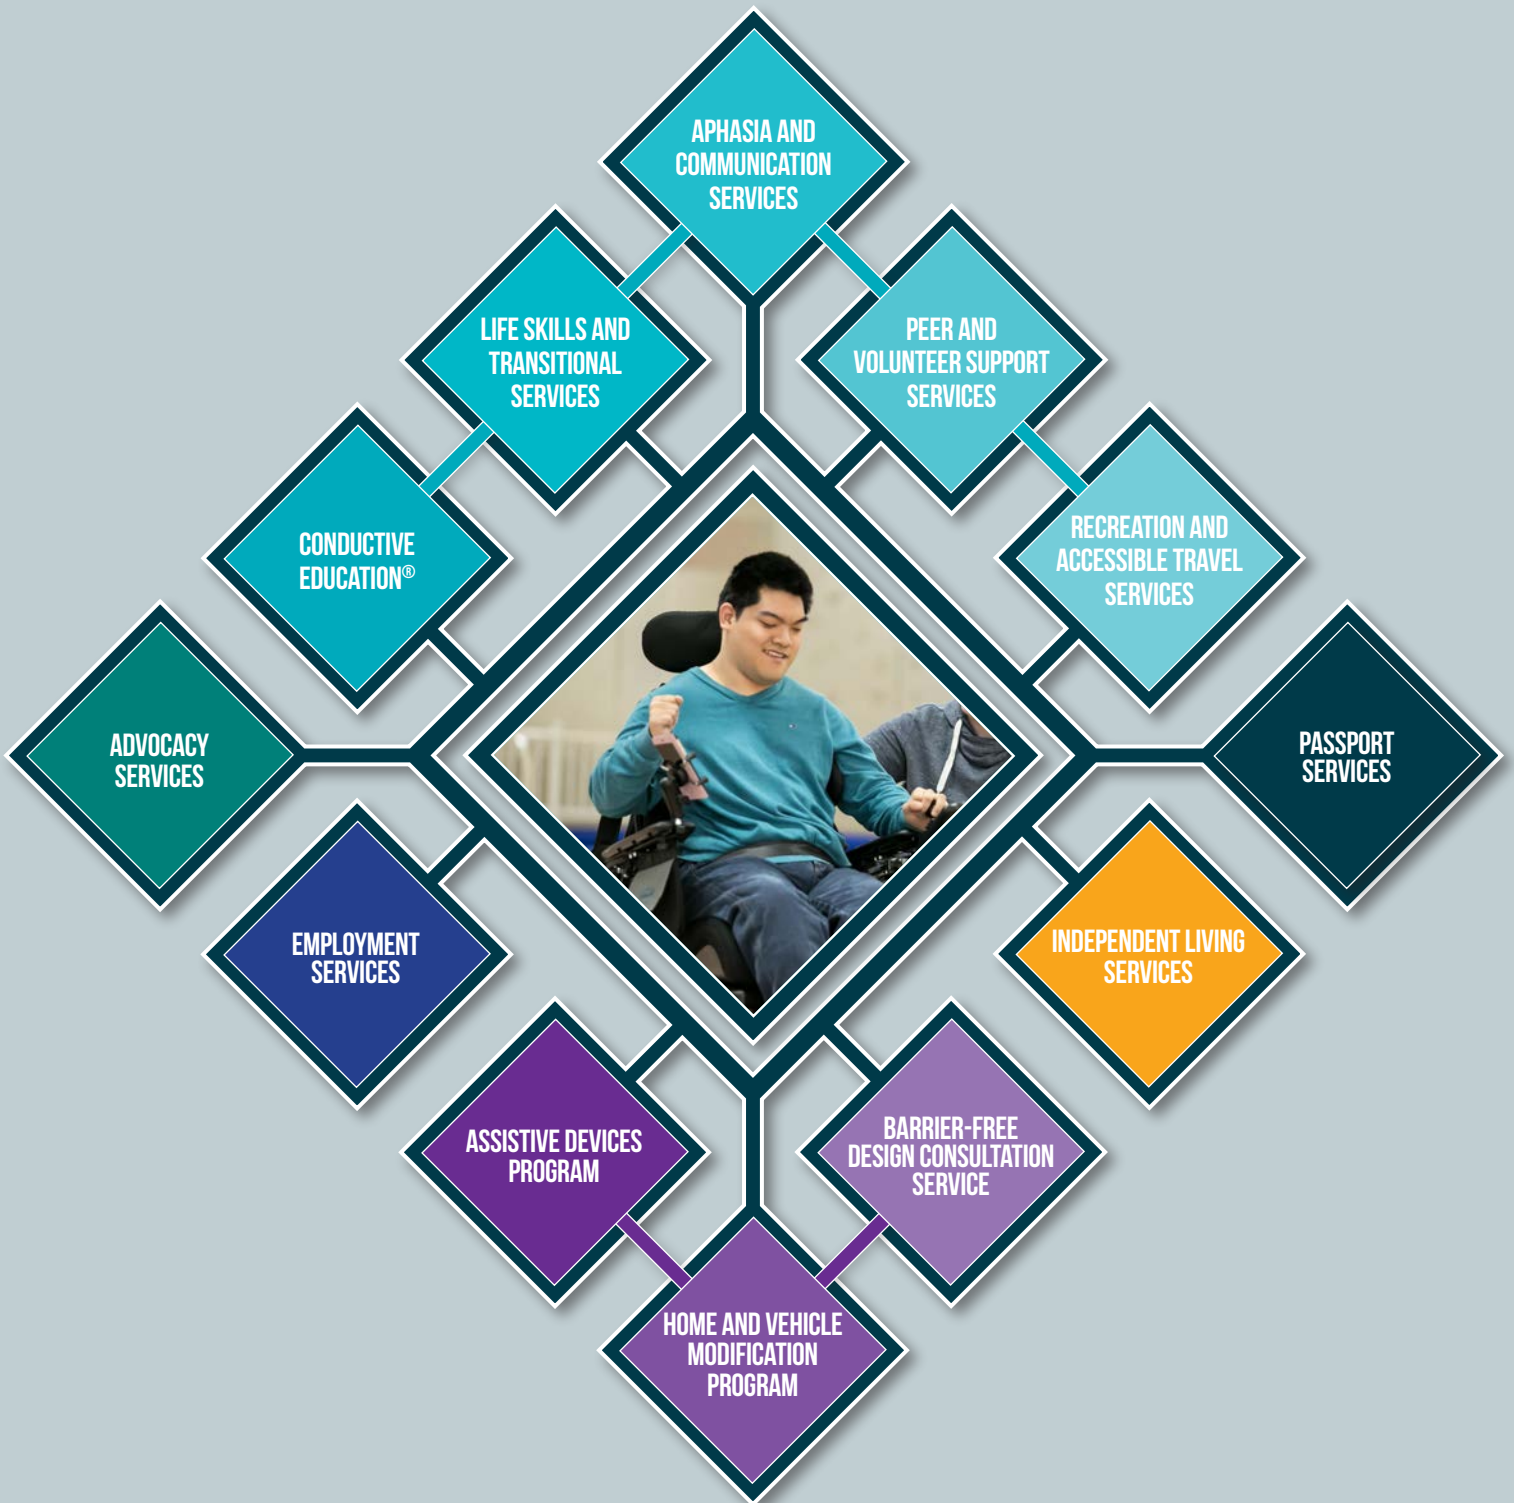 APHASIA AND
COMMUNICATION
SERVICES
LIFE SKILLS AND
TRANSITIONAL
SERVICES
PEER AND
VOLUNTEER SUPPORT
SERVICES
CONDUCTIVE
EDUCATION®
RECREATION AND
ACCESSIBLE TRAVEL
SERVICES
ADVOCACY
SERVICES
PASSPORT
SERVICES
EMPLOYMENT
SERVICES
INDEPENDENT LIVING
SERVICES
ASSISTIVE DEVICES
PROGRAM
BARRIER-FREE
DESIGN CONSULTATION
SERVICE
HOME AND VEHICLE
MODIFICATION
PROGRAM